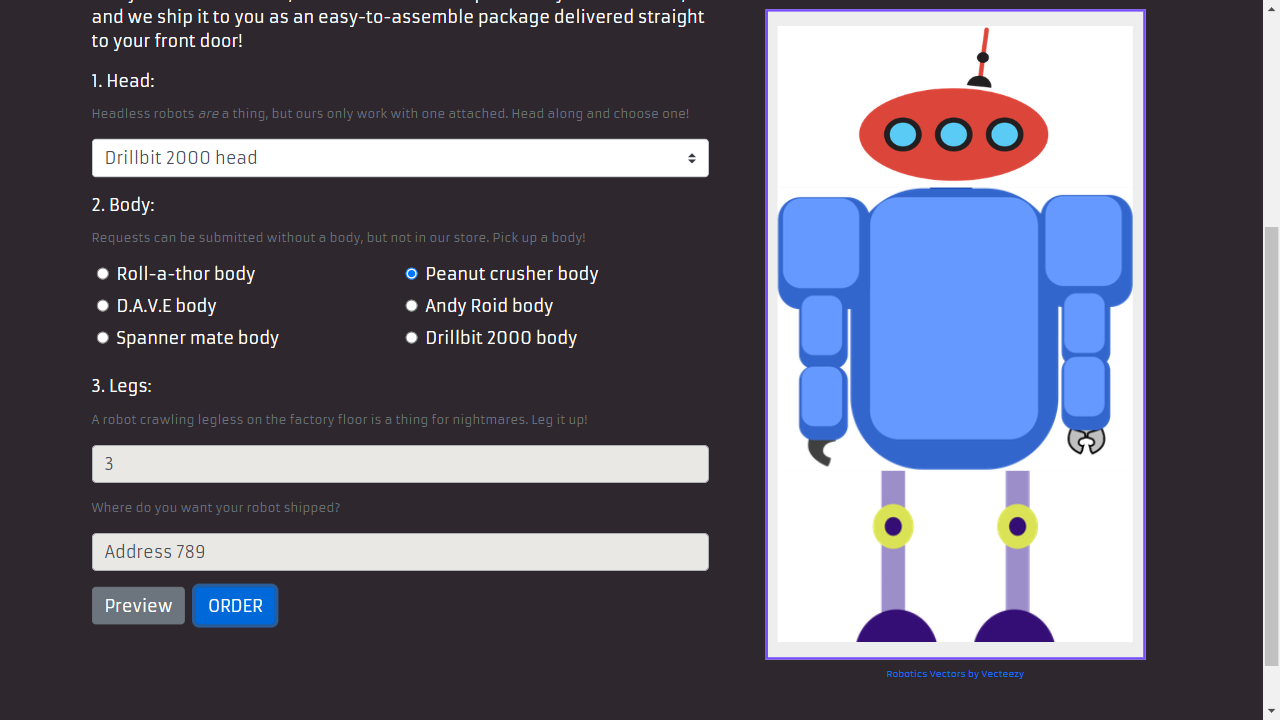 and we ship it to you as an easy-to-assemble package delivered straight
to your front door!
1. Head:
Headless robots are a thing, but ours only work with one attached. Head along and choose one!
Drillbit 2000 head
2. Body:
Requests can be submitted without a body, but not in our store. Pick up a body!
Roll-a-thor body
Peanut crusher body
D.A.V.E body
Andy Roid body
Spanner mate body
Drillbit 2000 body
3. Legs:
A robot crawling legless on the factory floor is a thing for nightmares. Leg it up!
3
Where do you want your robot shipped?
Address 789
Preview
ORDER
Robotics Vectors by Vecteezy